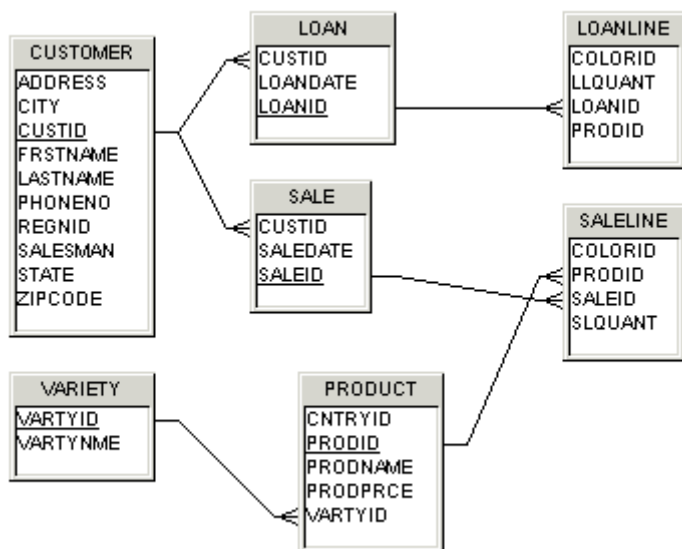 CUSTOMER
ADDRESS
CITY
CUSTID
FRSTNAME
LASTNAME
PHONENO
REGNID
SALESMAN
STATE
ZIPCODE
LOAN
CUSTID
LOANDATE
LOANID
LOANLINE
COLORID
LLQUANT
LOANID
PRODID
SALE
CUSTID
SALEDATE
SALEID
SALELINE
COLORID
PRODID
SALEID
SLQUANT
VARIETY
VARTYID
VARTYNME
PRODUCT
CNTRYID
PRODID
PRODNAME
PRODPRCE
VARTYID